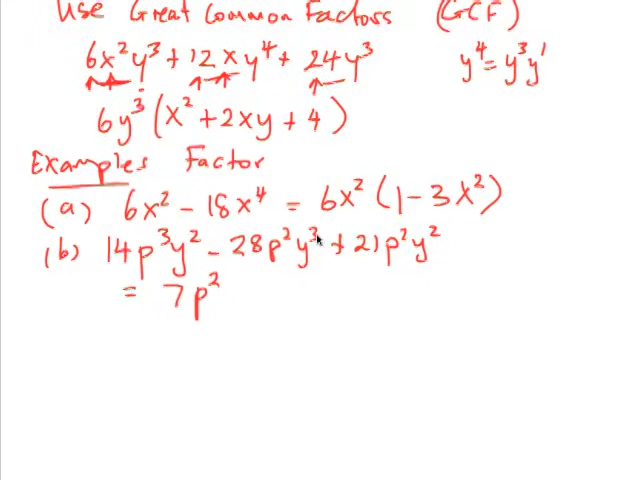 Use Great Common Factors (GCF)
6x²y³ + 12xy⁴ + 24y³ y⁴ = y³y¹
6y³(x² + 2xy + 4)
Examples Factor
(a) 6x² - 18x⁴ = 6x²(1 - 3x²)
(b) 14p³y² - 28p²y³ + 21p²y²
= 7p²